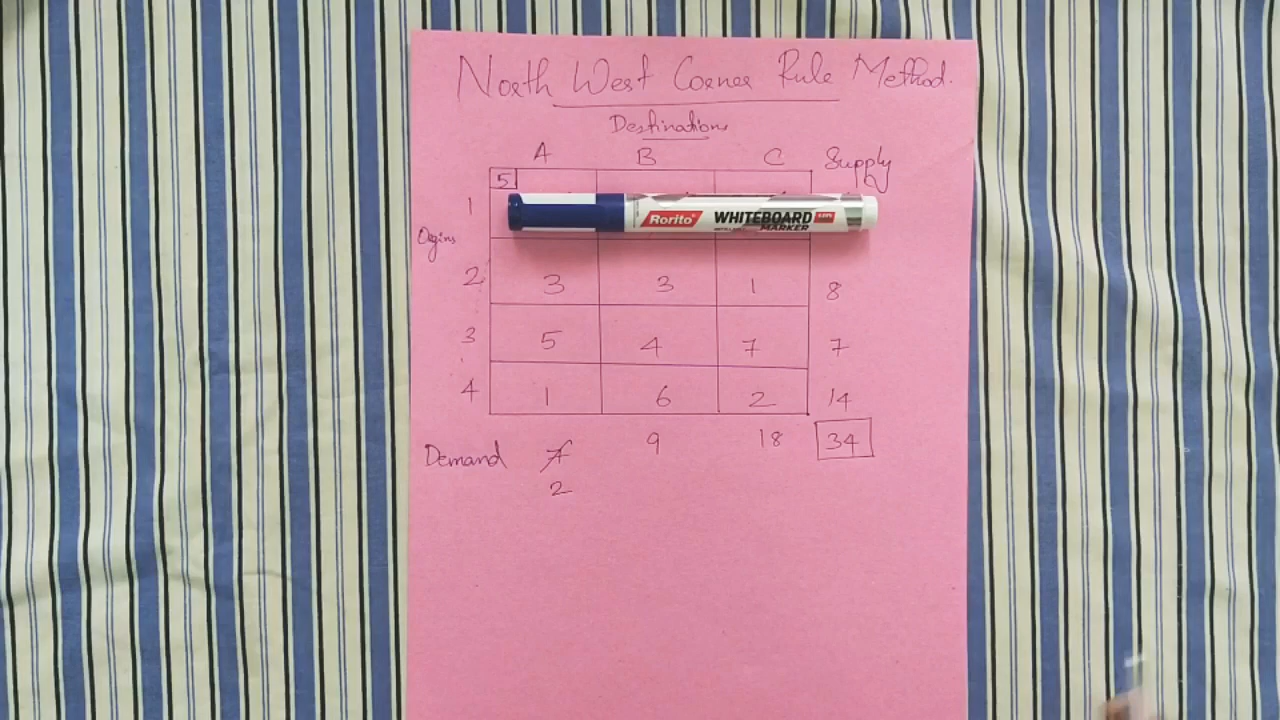 North West Corner Rule Method.
Destinations
A B C Supply
5
1
Rorito WHITEBOARD MARKER
Origins
2 3 3 1 8
3 5 4 7 7
4 1 6 2 14
Demand 7 9 18 34
2